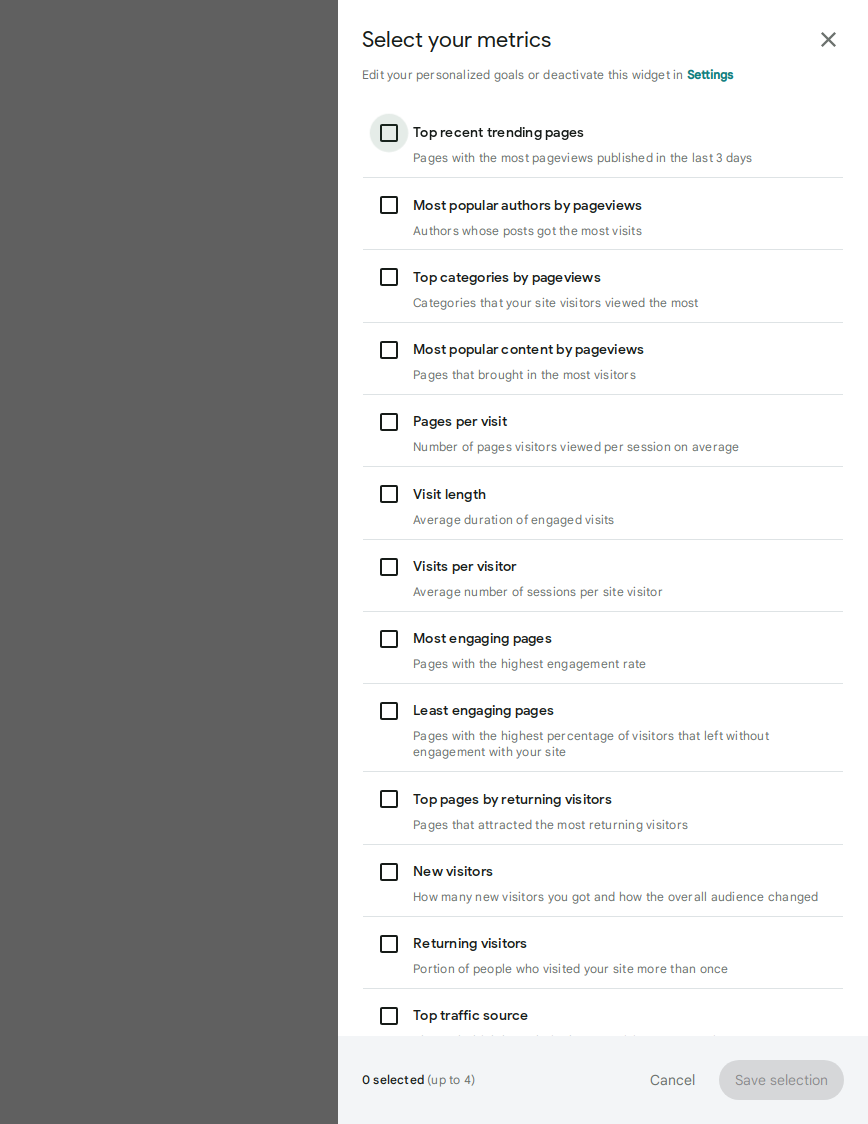 Select your metrics
Edit your personalized goals or deactivate this widget in Settings
Top recent trending pages
Pages with the most pageviews published in the last 3 days
Most popular authors by pageviews
Authors whose posts got the most visits
Top categories by pageviews
Categories that your site visitors viewed the most
Most popular content by pageviews
Pages that brought in the most visitors
Pages per visit
Number of pages visitors viewed per session on average
Visit length
Average duration of engaged visits
Visits per visitor
Average number of sessions per site visitor
Most engaging pages
Pages with the highest engagement rate
Least engaging pages
Pages with the highest percentage of visitors that left without
engagement with your site
Top pages by returning visitors
Pages that attracted the most returning visitors
New visitors
How many new visitors you got and how the overall audience changed
Returning visitors
Portion of people who visited your site more than once
Top traffic source
0 selected (up to 4)
Cancel
Save selection